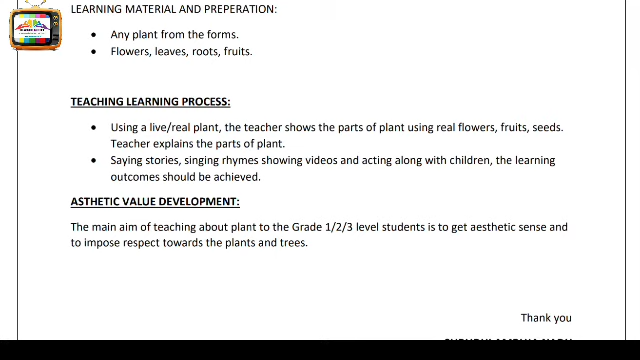 LEARNING MATERIAL AND PREPERATION:
• Any plant from the forms.
• Flowers, leaves, roots, fruits.
TEACHING LEARNING PROCESS:
• Using a live/real plant, the teacher shows the parts of plant using real flowers, fruits, seeds.
Teacher explains the parts of plant.
• Saying stories, singing rhymes showing videos and acting along with children, the learning
outcomes should be achieved.
ASTHETIC VALUE DEVELOPMENT:
The main aim of teaching about plant to the Grade 1/2/3 level students is to get aesthetic sense and
to impose respect towards the plants and trees.
Thank you